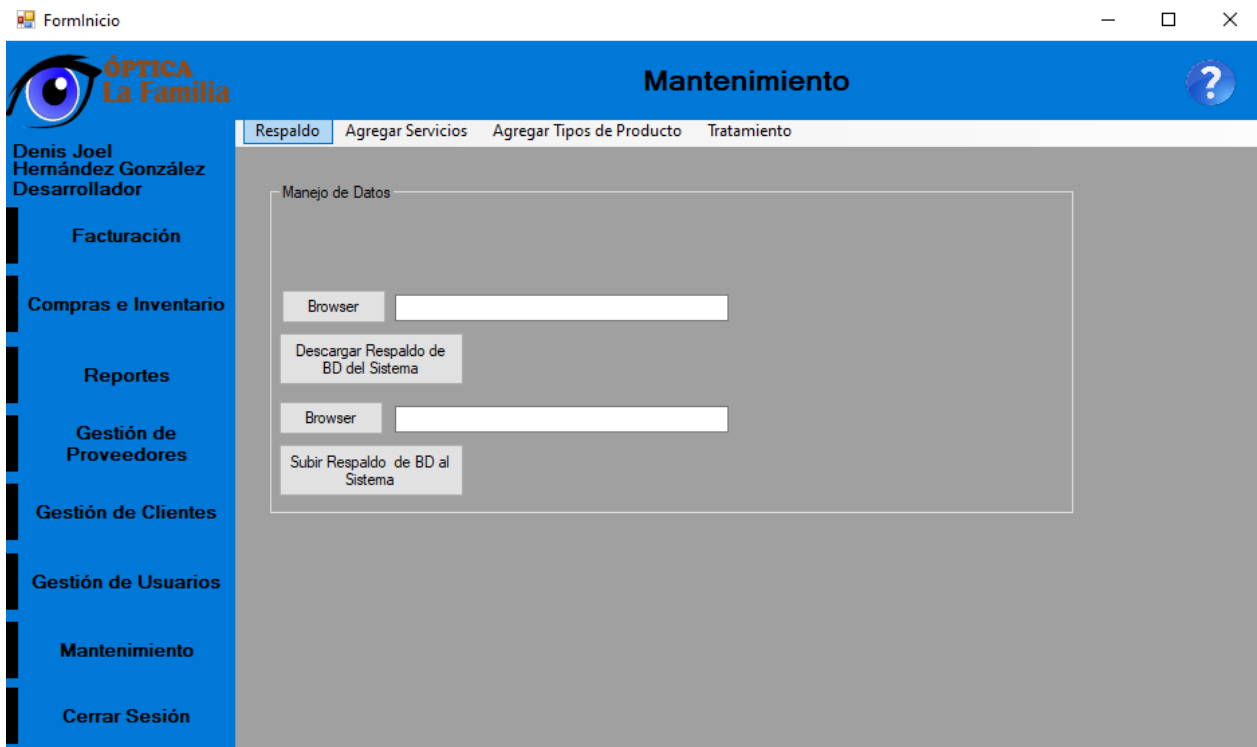 FormInicio
ÓPTICA
La Familia
Mantenimiento
?
Denis Joel
Hernández González
Desarrollador
Respaldo Agregar Servicios Agregar Tipos de Producto Tratamiento
Manejo de Datos
Facturación
Compras e Inventario
Reportes
Gestión de
Proveedores
Gestión de Clientes
Gestión de Usuarios
Mantenimiento
Cerrar Sesión
Browser
Descargar Respaldo de
BD del Sistema
Browser
Subir Respaldo de BD al
Sistema